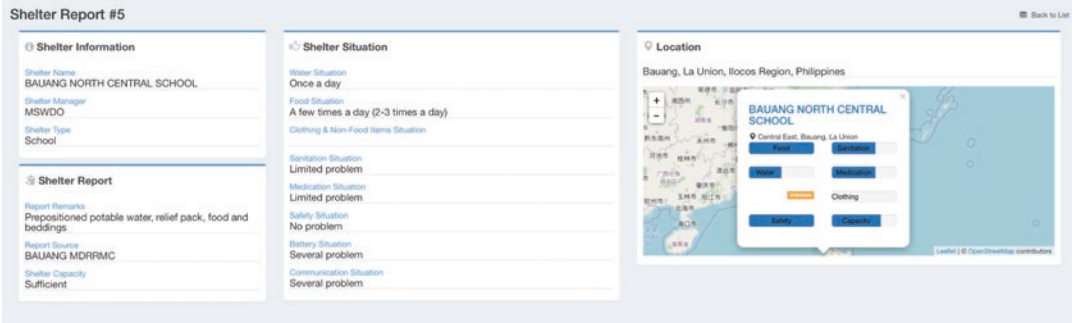 Shelter Report #5
Back to List
Shelter Information
Shelter Name
BAUANG NORTH CENTRAL SCHOOL
Shelter Manager
MSWDO
Shelter Type
School
Shelter Report
Report Remarks
Prepositioned potable water, relief pack, food and
beddings
Report Source
BAUANG MDRRMC
Shelter Capacity
Sufficient
Shelter Situation
Water Situation
Once a day
Food Situation
A few times a day (2-3 times a day)
Clothing & Non-Food Items Situation
Sanitation Situation
Limited problem
Medication Situation
Limited problem
Safety Situation
No problem
Battery Situation
Several problem
Communication Situation
Several problem
Location
Bauang, La Union, Ilocos Region, Philippines
+
−
×
BAUANG NORTH CENTRAL
SCHOOL
Central East, Bauang, La Union
Food
Sanitation
Water
Medication
Clothing
Safety
Capacity
Leaflet | © OpenStreetMap contributors